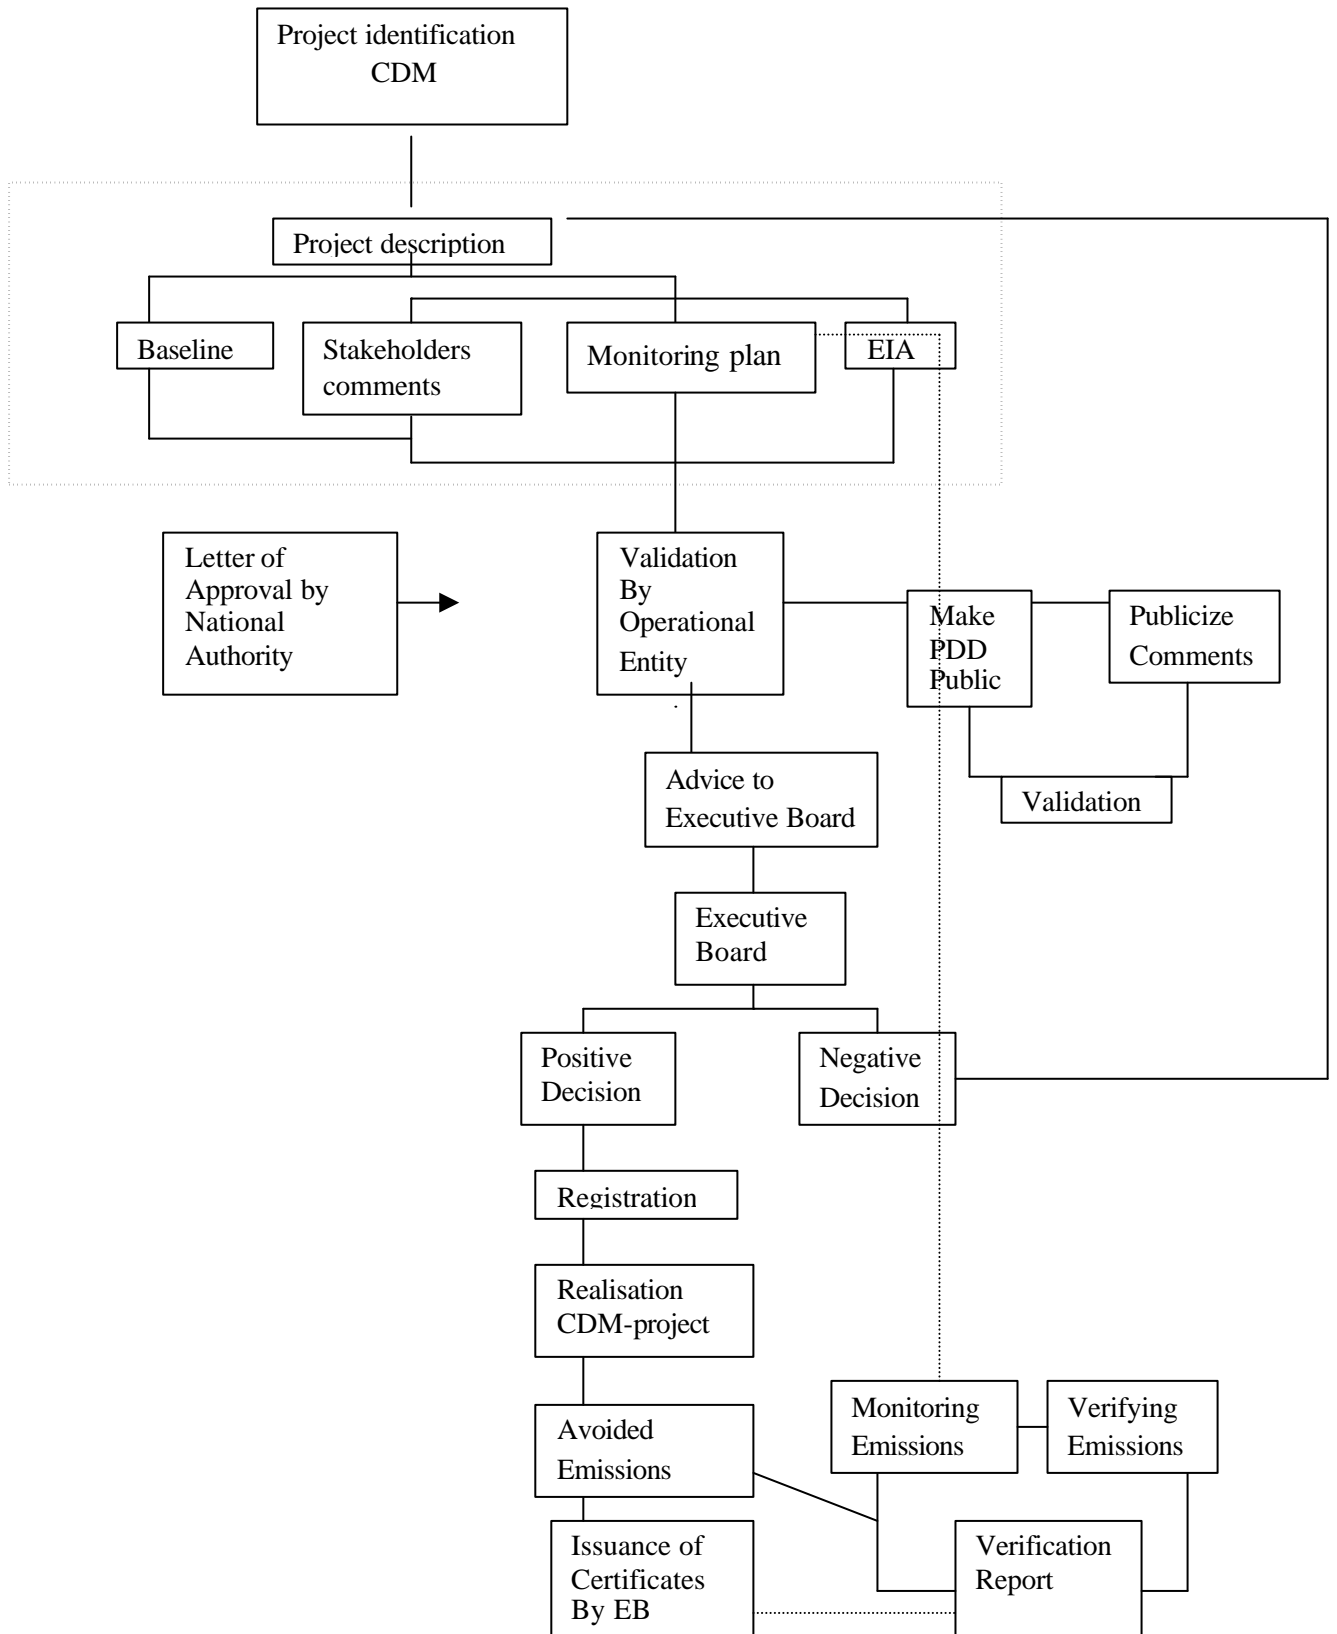 Project identification
CDM
Project description
Baseline
Stakeholders
comments
Monitoring plan
EIA
Letter of
Approval by
National
Authority
Validation
By
Operational
Entity
Make
PDD
Public
Publicize
Comments
Validation
Advice to
Executive Board
Executive
Board
Positive
Decision
Negative
Decision
Registration
Realisation
CDM-project
Avoided
Emissions
Monitoring
Emissions
Verifying
Emissions
Issuance of
Certificates
By EB
Verification
Report